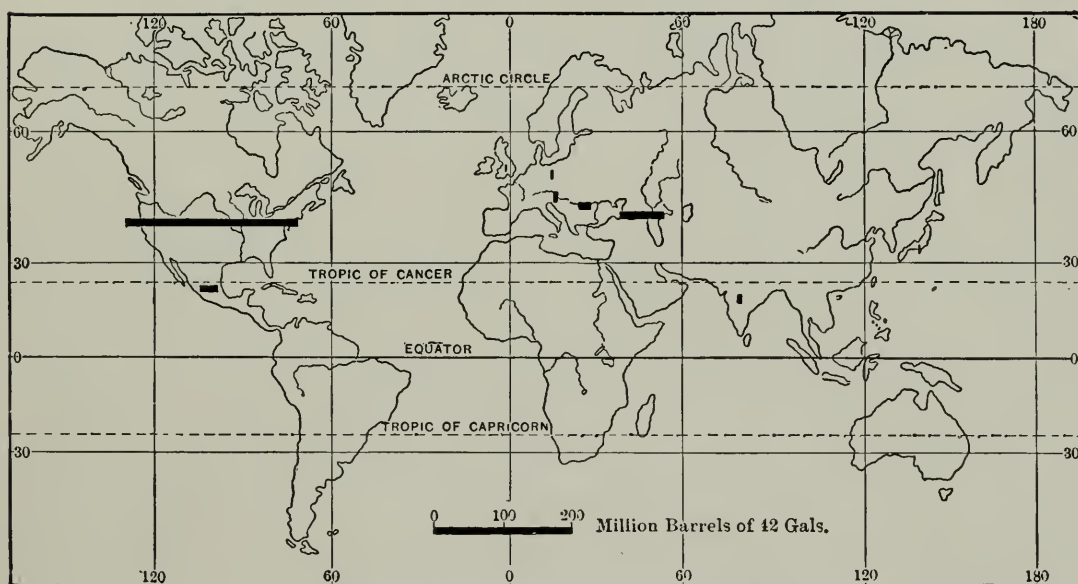 120 60 0 60 120 180
ARCTIC CIRCLE
60 60
30 30
TROPIC OF CANCER
0 EQUATOR 0
TROPIC OF CAPRICORN
30 30
0 100 200
Million Barrels of 42 Gals.
120 60 0 60 120 180